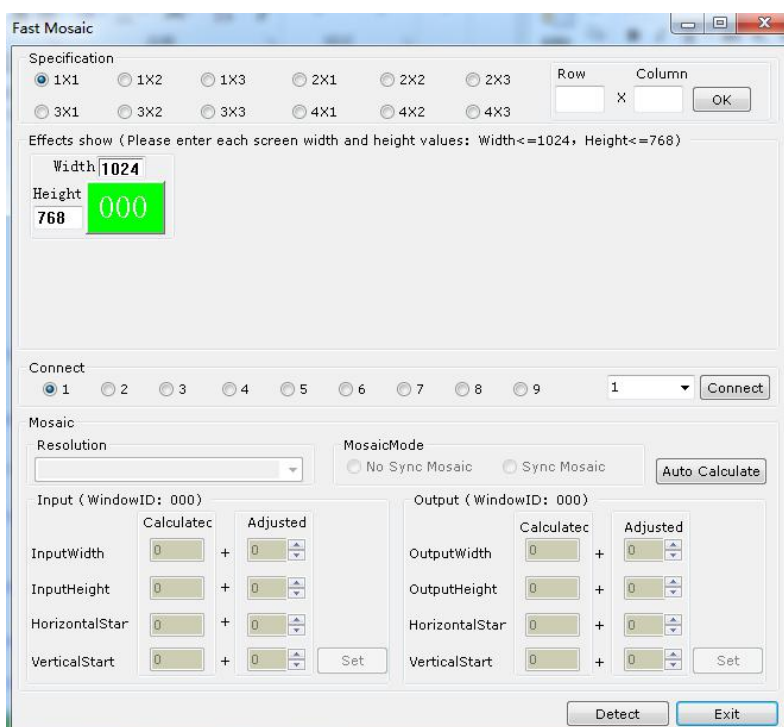 Fast Mosaic
Specification
1X1 1X2 1X3 2X1 2X2 2X3 Row Column
3X1 3X2 3X3 4X1 4X2 4X3 X OK
Effects show (Please enter each screen width and height values: Width<=1024, Height<=768)
Width 1024
Height
768 000
Connect
1 2 3 4 5 6 7 8 9 1 Connect
Mosaic
Resolution MosaicMode
No Sync Mosaic Sync Mosaic Auto Calculate
Input (WindowID: 000) Output (WindowID: 000)
Calculatec Adjusted Calculatec Adjusted
InputWidth 0 + 0 OutputWidth 0 + 0
InputHeight 0 + 0 OutputHeight 0 + 0
HorizontalStar 0 + 0 HorizontalStar 0 + 0
VerticalStart 0 + 0 Set VerticalStart 0 + 0 Set
Detect Exit